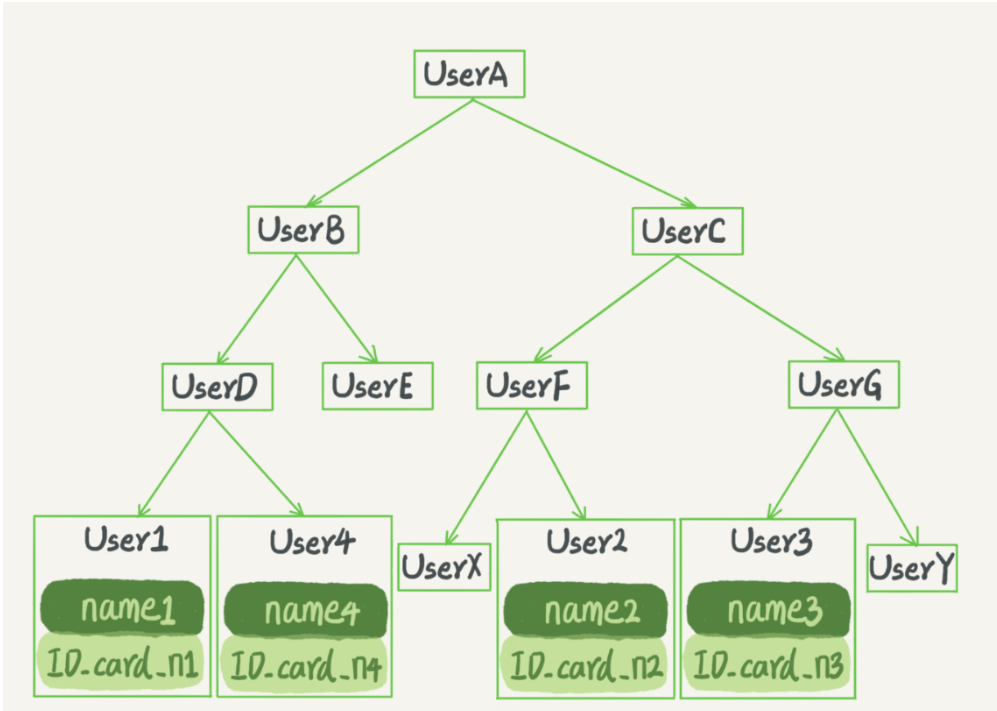 UserA
UserB
UserC
UserD
UserE
UserF
UserG
User1
User4
UserX
User2
User3
UserY
name1
name4
name2
name3
ID_card_n1
ID_card_n4
ID_card_n2
ID_card_n3